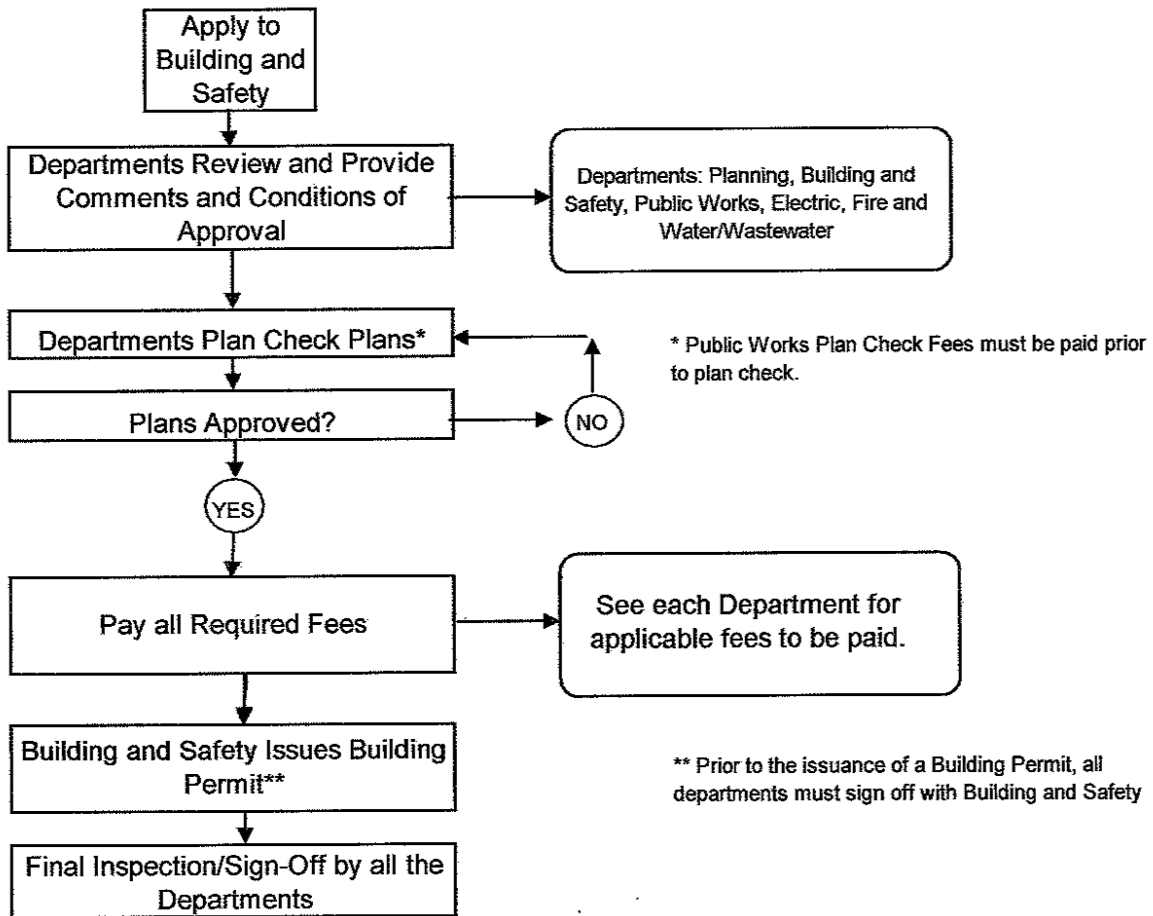 Apply to
Building and
Safety
Departments Review and Provide
Comments and Conditions of
Approval
Departments: Planning, Building and
Safety, Public Works, Electric, Fire and
Water/Wastewater
Departments Plan Check Plans*
* Public Works Plan Check Fees must be paid prior
to plan check.
Plans Approved?
NO
YES
Pay all Required Fees
See each Department for
applicable fees to be paid.
Building and Safety Issues Building
Permit**
** Prior to the issuance of a Building Permit, all
departments must sign off with Building and Safety
Final Inspection/Sign-Off by all the
Departments